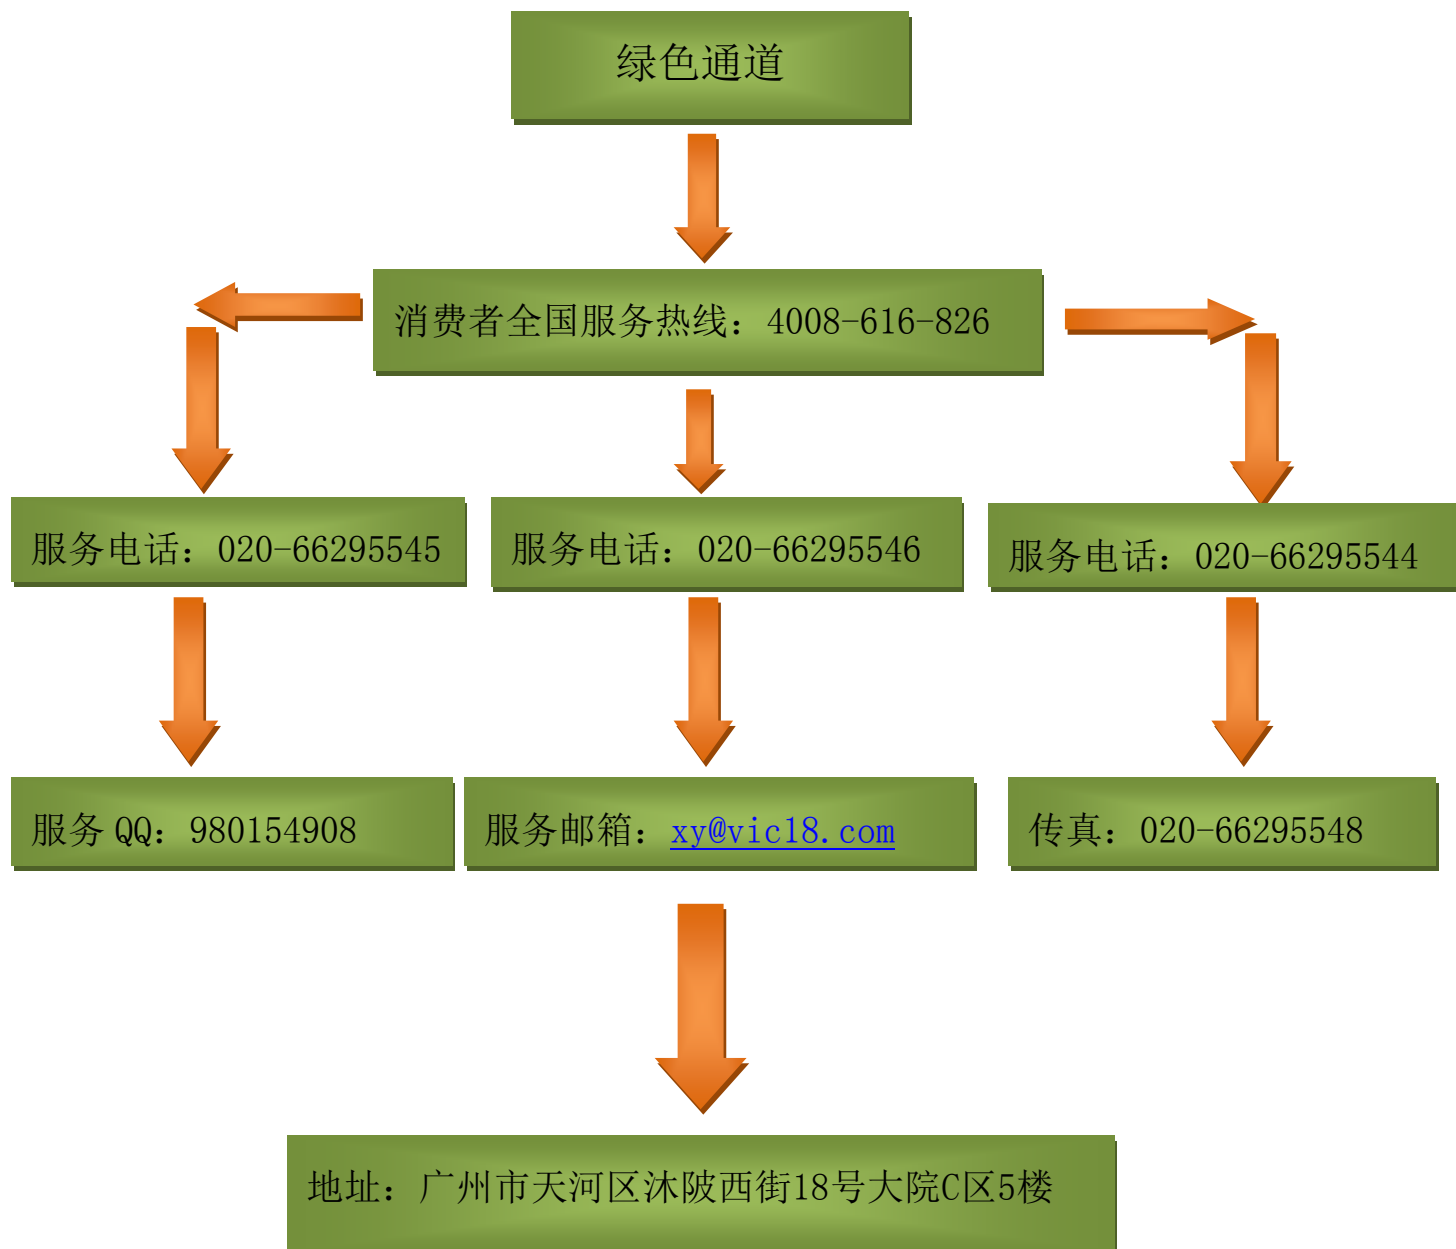 绿色通道
消费者全国服务热线：4008-616-826
服务电话：020-66295545
服务电话：020-66295546
服务电话：020-66295544
服务 QQ：980154908
服务邮箱：xy@vic18.com
传真：020-66295548
地址：广州市天河区沐陂西街18号大院C区5楼